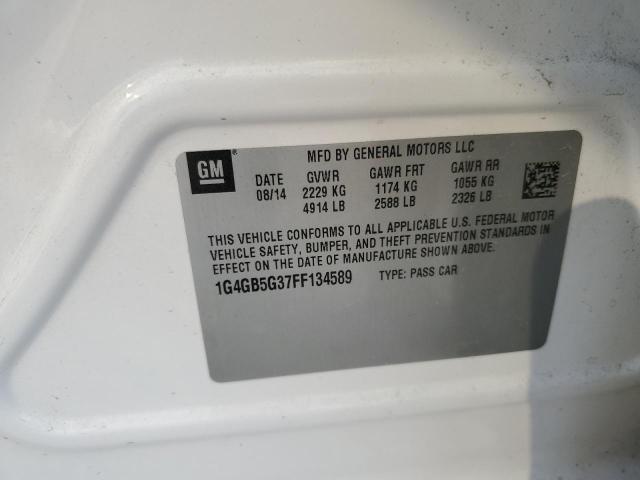 GM
MFD BY GENERAL MOTORS LLC
DATE GVWR GAWR FRT GAWR RR
08/14 2229 KG 1174 KG 1055 KG
4914 LB 2588 LB 2326 LB
THIS VEHICLE CONFORMS TO ALL APPLICABLE U.S. FEDERAL MOTOR
VEHICLE SAFETY, BUMPER, AND THEFT PREVENTION STANDARDS IN
EFFECT ON THE DATE OF MANUFACTURE SHOWN ABOVE.
1G4GB5G37FF134589 TYPE: PASS CAR